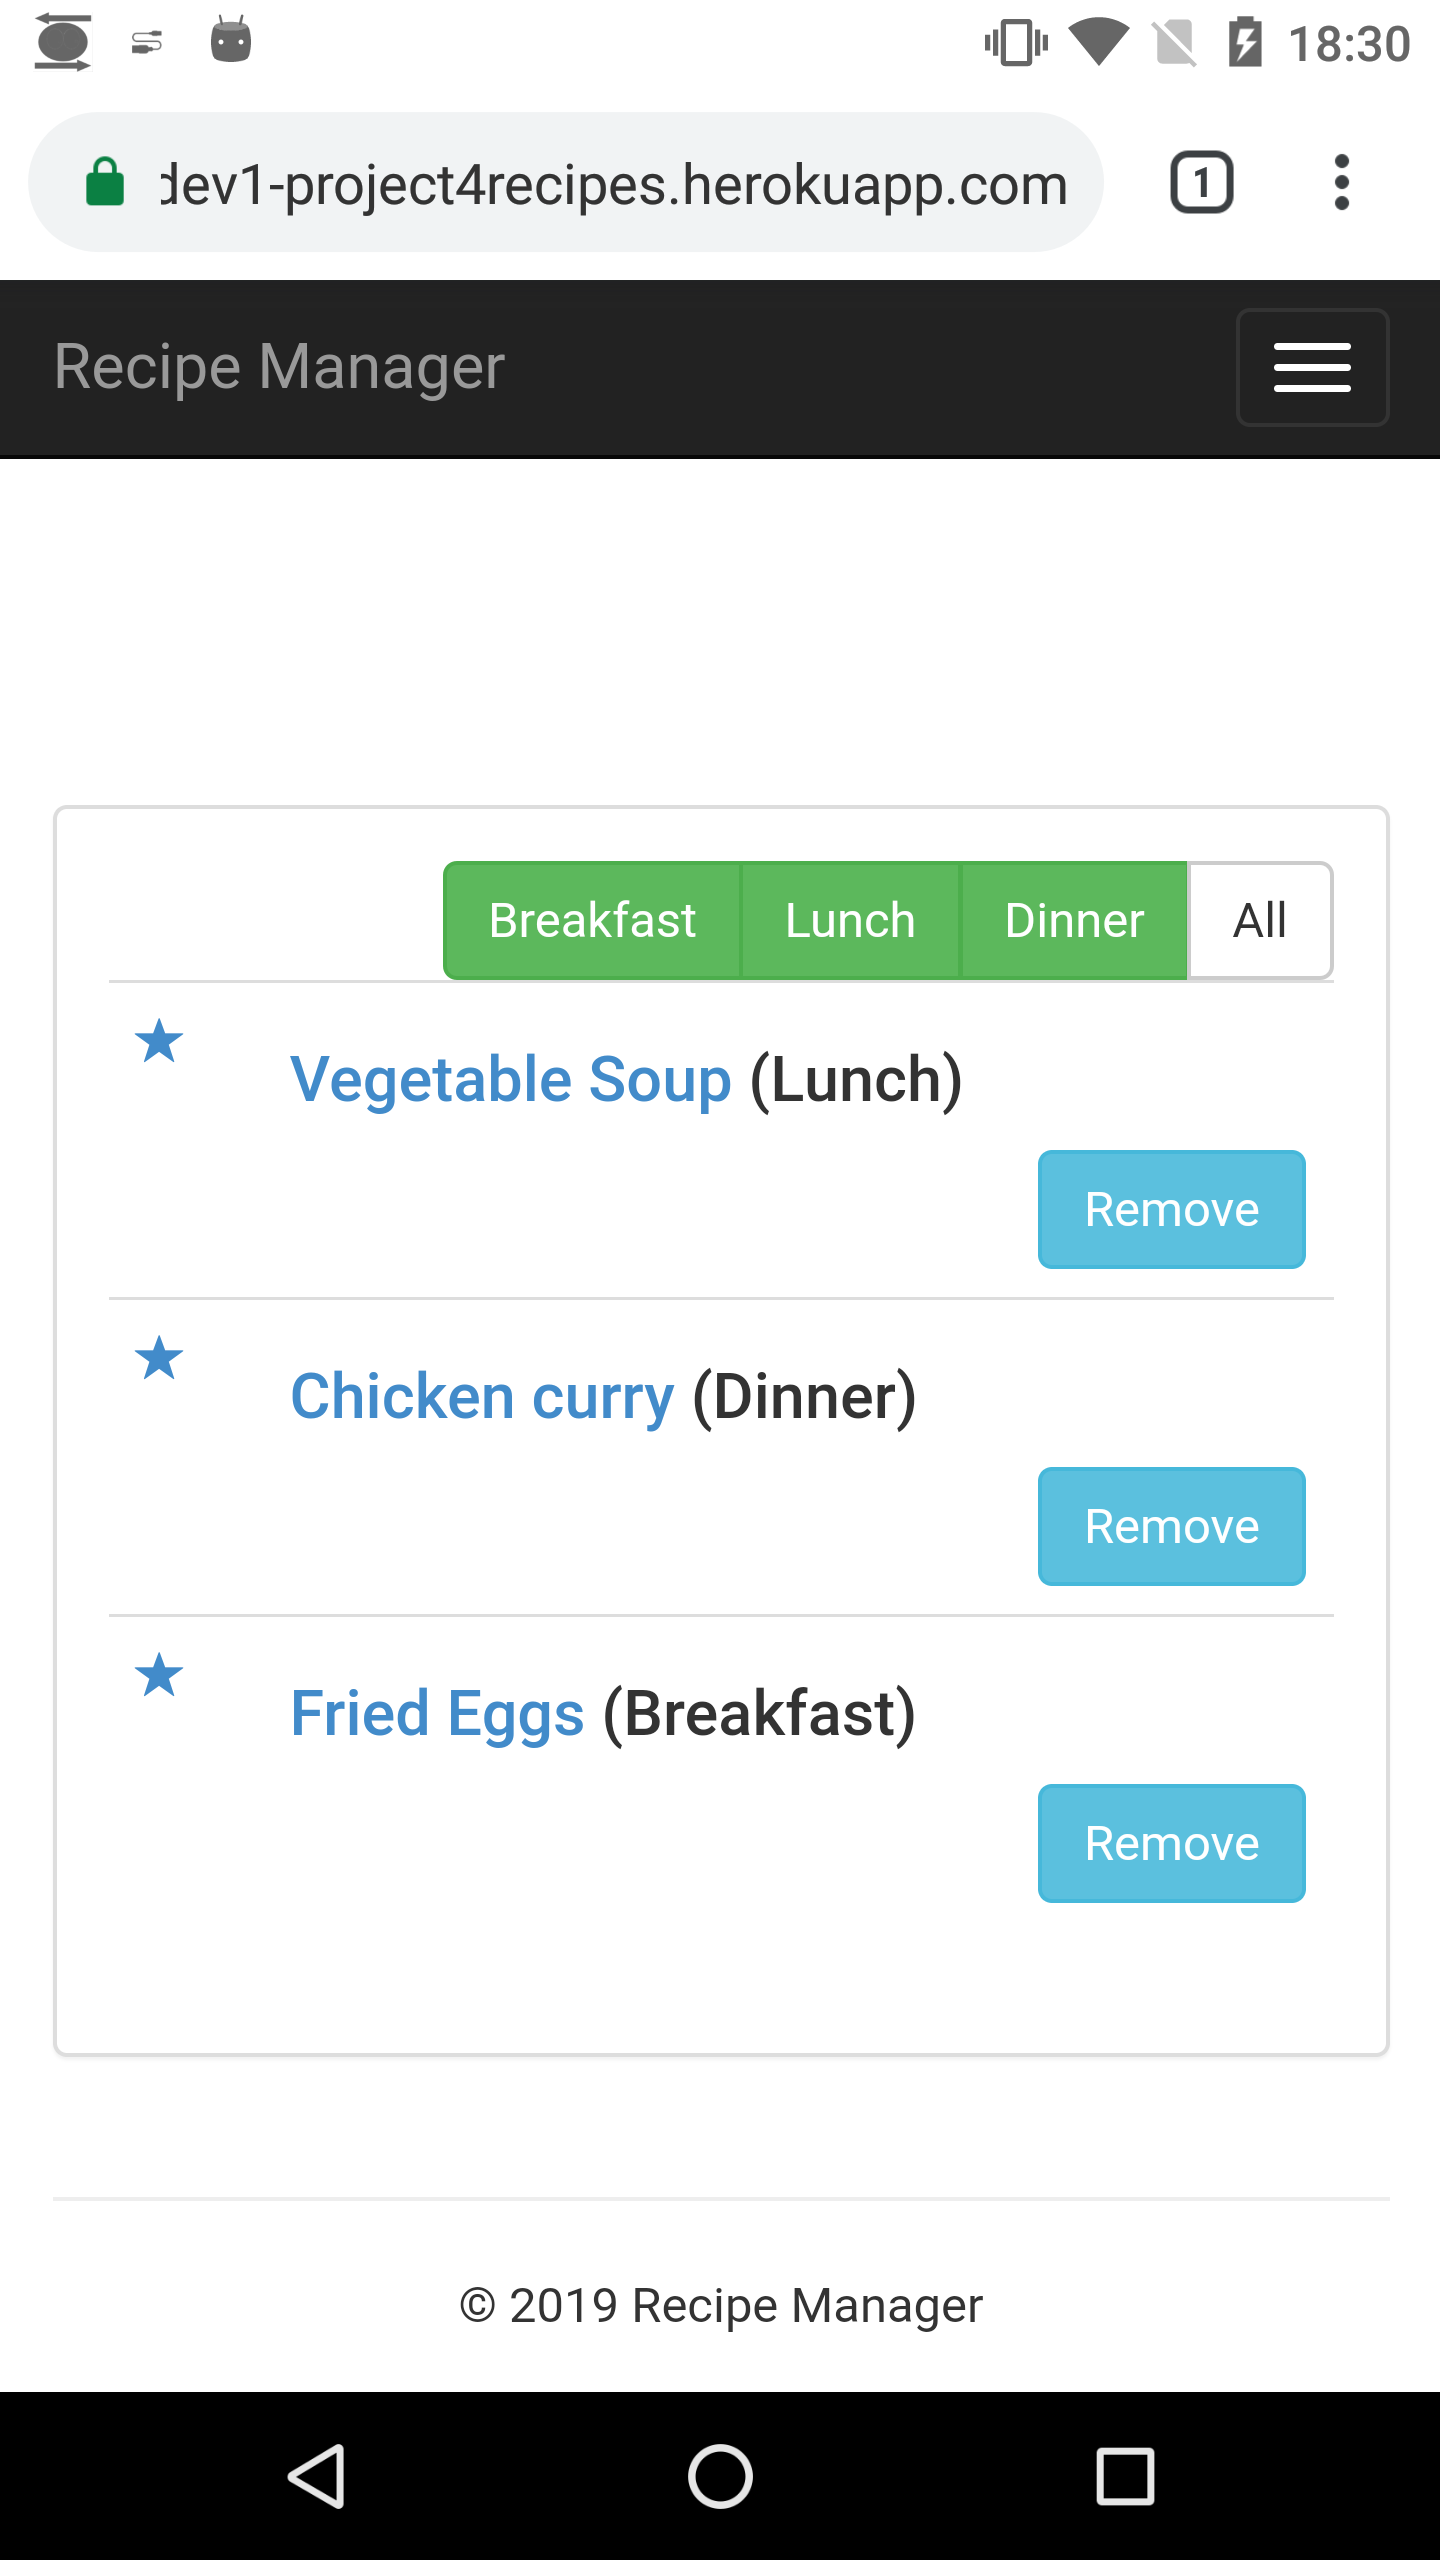 18:30
dev1-project4recipes.herokuapp.com
1
Recipe Manager
Breakfast Lunch Dinner All
Vegetable Soup (Lunch)
Remove
Chicken curry (Dinner)
Remove
Fried Eggs (Breakfast)
Remove
© 2019 Recipe Manager